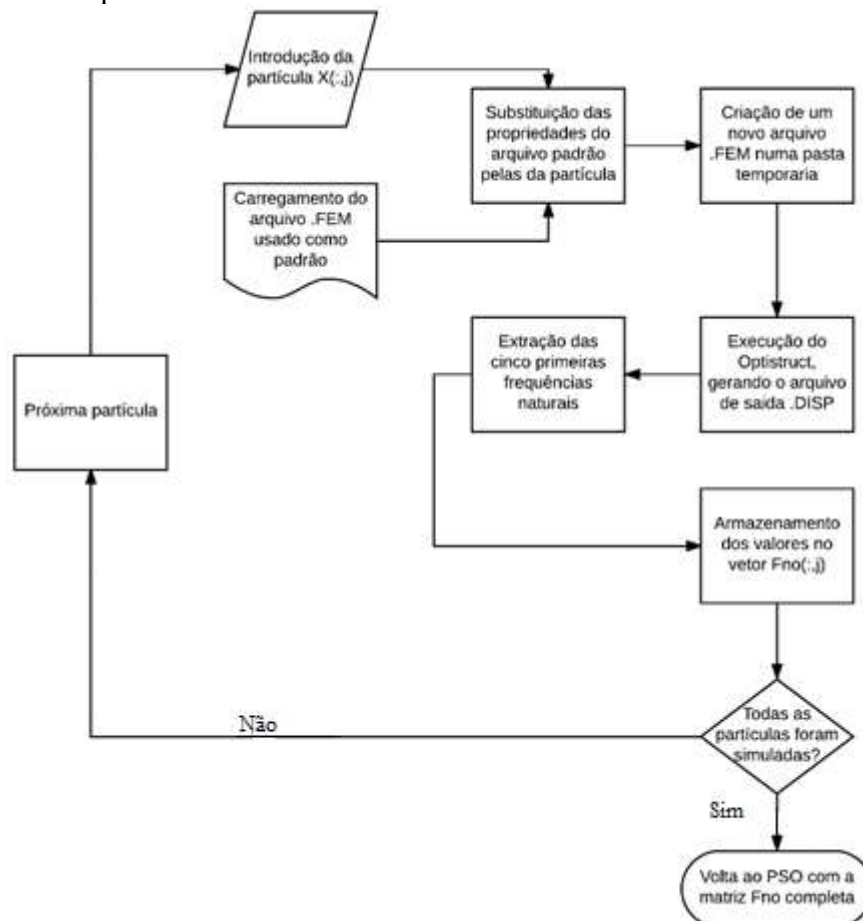 Introdução da
partícula X(:,j)
Substituição das
propriedades do
arquivo padrão
pelas da partícula
Criação de um
novo arquivo
.FEM numa pasta
temporaria
Carregamento do
arquivo .FEM
usado como
padrão
Extração das
cinco primeiras
frequências
naturais
Execução do
Optistruct,
gerando o arquivo
de saida .DISP
Próxima partícula
Armazenamento
dos valores no
vetor Fno(:,j)
Não
Todas as
partículas foram
simuladas?
Sim
Volta ao PSO com a
matriz Fno completa